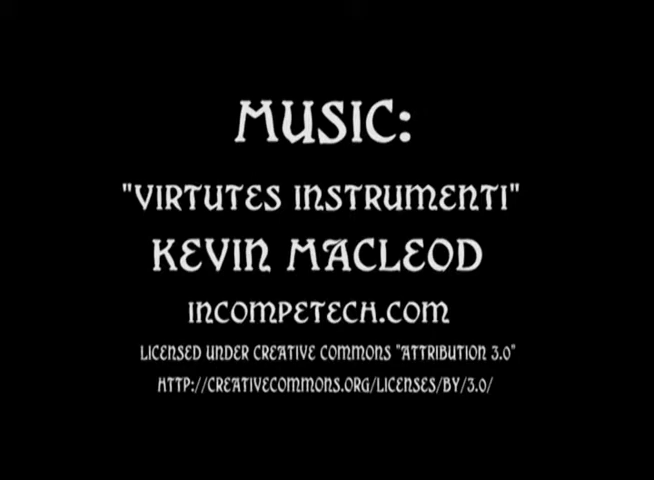 MUSIC:
"VIRTUTES INSTRUMENTI"
KEVIN MACLEOD
INCOMPETECH.COM
LICENSED UNDER CREATIVE COMMONS "ATTRIBUTION 3.0"
HTTP://CREATIVECOMMONS.ORG/LICENSES/BY/3.0/